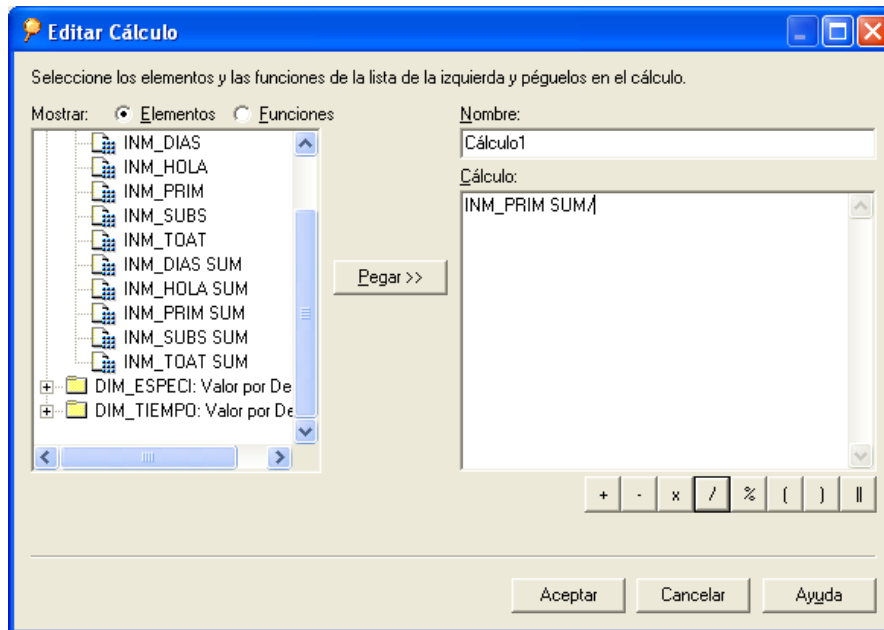 Editar Cálculo
Seleccione los elementos y las funciones de la lista de la izquierda y péguelos en el cálculo.
Mostrar: Elementos Funciones
INM_DIAS
INM_HOLA
INM_PRIM
INM_SUBS
INM_TOAT
INM_DIAS SUM
INM_HOLA SUM
INM_PRIM SUM
INM_SUBS SUM
INM_TOAT SUM
DIM_ESPECI: Valor por De
DIM_TIEMPO: Valor por De
Pegar >>
Nombre:
Cálculo1
Cálculo:
INM_PRIM SUM/
+ - x / % ( ) ||
Aceptar Cancelar Ayuda